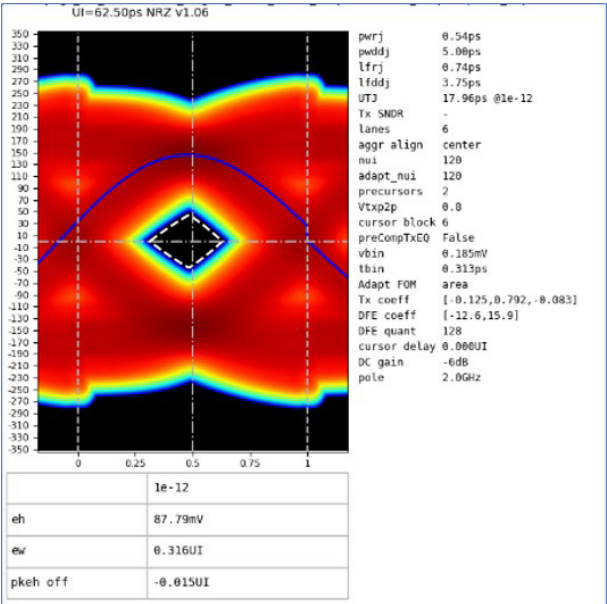 UI=62.50ps NRZ v1.06
350
330
310
290
270
250
230
210
190
170
150
130
110
90
70
50
30
10
-10
-30
-50
-70
-90
-110
-130
-150
-170
-190
-210
-230
-250
-270
-290
-310
-330
-350
0 0.25 0.5 0.75 1
pwrj 0.54ps
pwddj 5.00ps
lfrj 0.74ps
lfddj 3.75ps
UTJ 17.96ps @1e-12
Tx SNDR -
lanes 6
aggr align center
nui 120
adapt_nui 120
precursors 2
Vtxp2p 0.8
cursor block 6
preCompTxEQ False
vbin 0.185mV
tbin 0.313ps
Adapt FOM area
Tx coeff [-0.125,0.792,-0.083]
DFE coeff [-12.6,15.9]
DFE quant 128
cursor delay 0.000UI
DC gain -6dB
pole 2.0GHz
1e-12
eh 87.79mV
ew 0.316UI
pkeh off -0.015UI